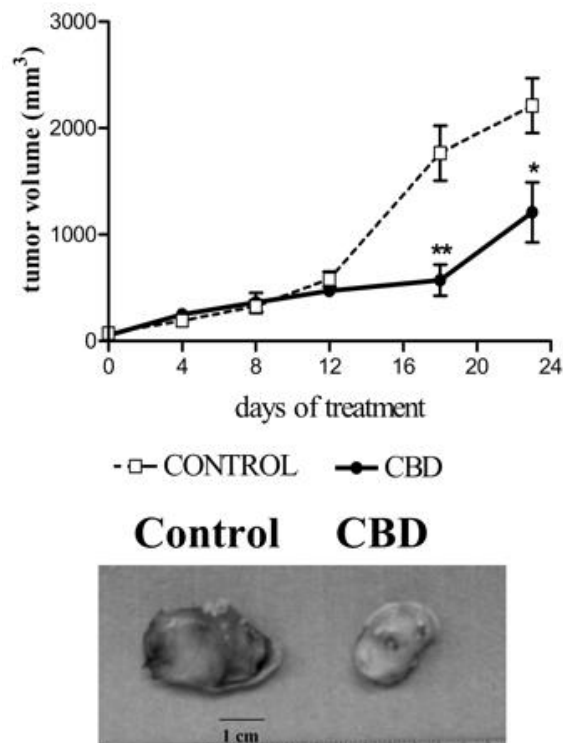 3000
2000
1000
0
tumor volume (mm³)
**
*
0 4 8 12 16 20 24
days of treatment
CONTROL CBD
Control CBD
1 cm